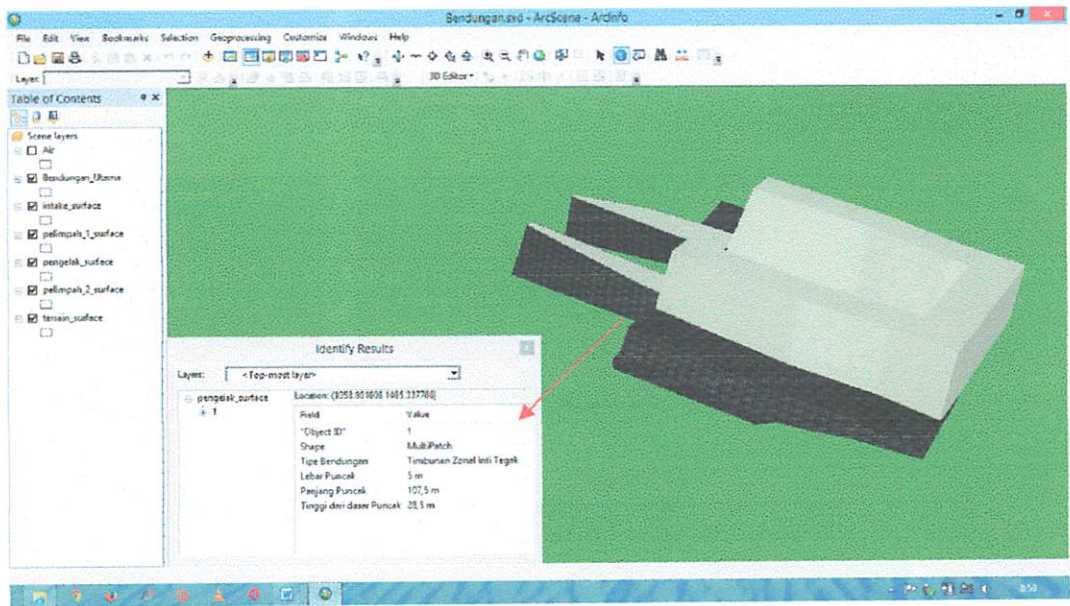 Bendungan.sxd - ArcScene - ArcInfo
File Edit View Bookmarks Selection Geoprocessing Customize Windows Help
3D Editor
Layer:
Table of Contents
Scene layers
Air
Bendungan_Utama
intake_surface
pelimpah_1_surface
pengelak_surface
pelimpah_2_surface
terrain_surface
Identify Results
Layers: <Top-most layer>
pengelak_surface
1
Location:
Field Value
"Object ID" 1
Shape MultiPatch
Tipe Bendungan Timbunan Zonal Inti Tegak
Lebar Puncak 5 m
Panjang Puncak 107,5 m
Tinggi dari dasar Puncak 28,5 m
8:59